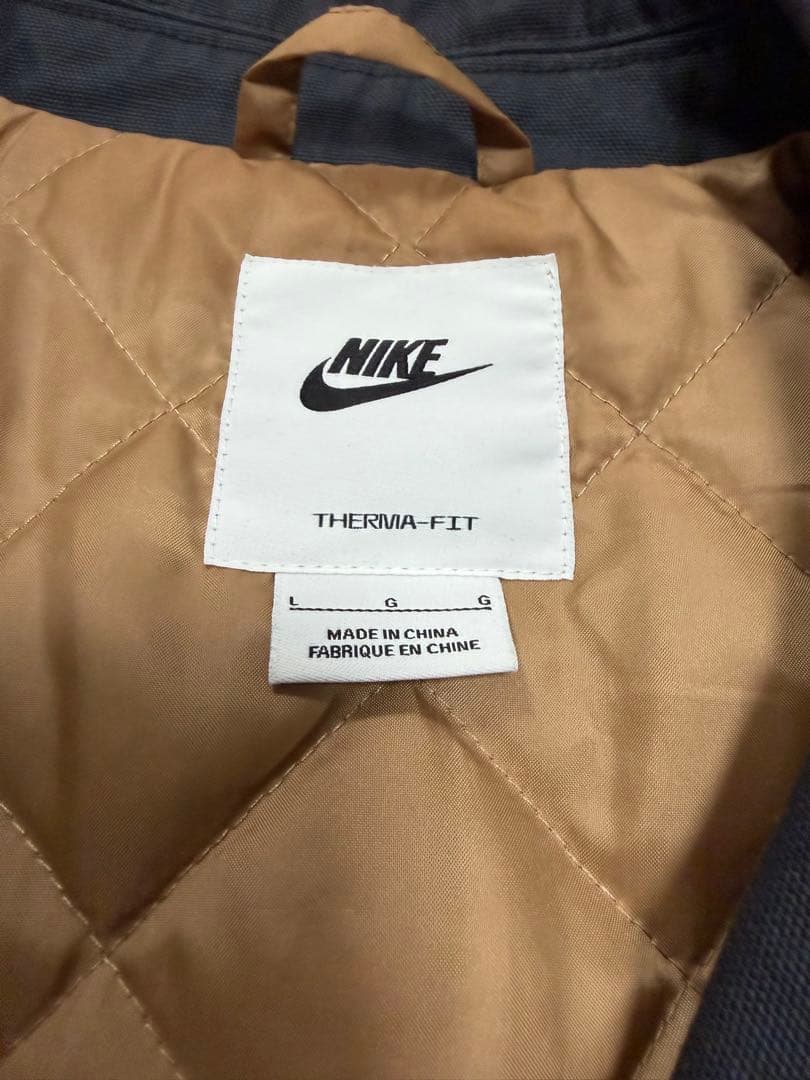 NIKE
THERMA-FIT
L G G
MADE IN CHINA
FABRIQUE EN CHINE